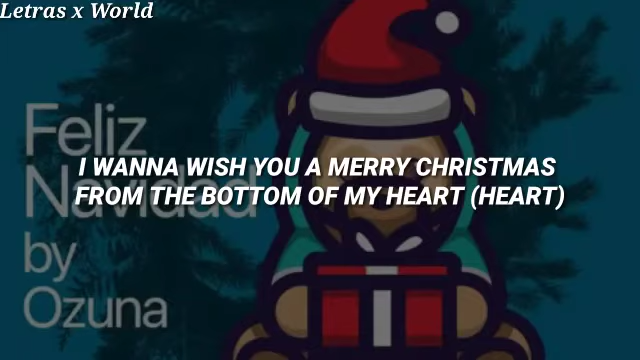 Letras x World
Feliz
Navidad
by
Ozuna
I WANNA WISH YOU A MERRY CHRISTMAS
FROM THE BOTTOM OF MY HEART (HEART)